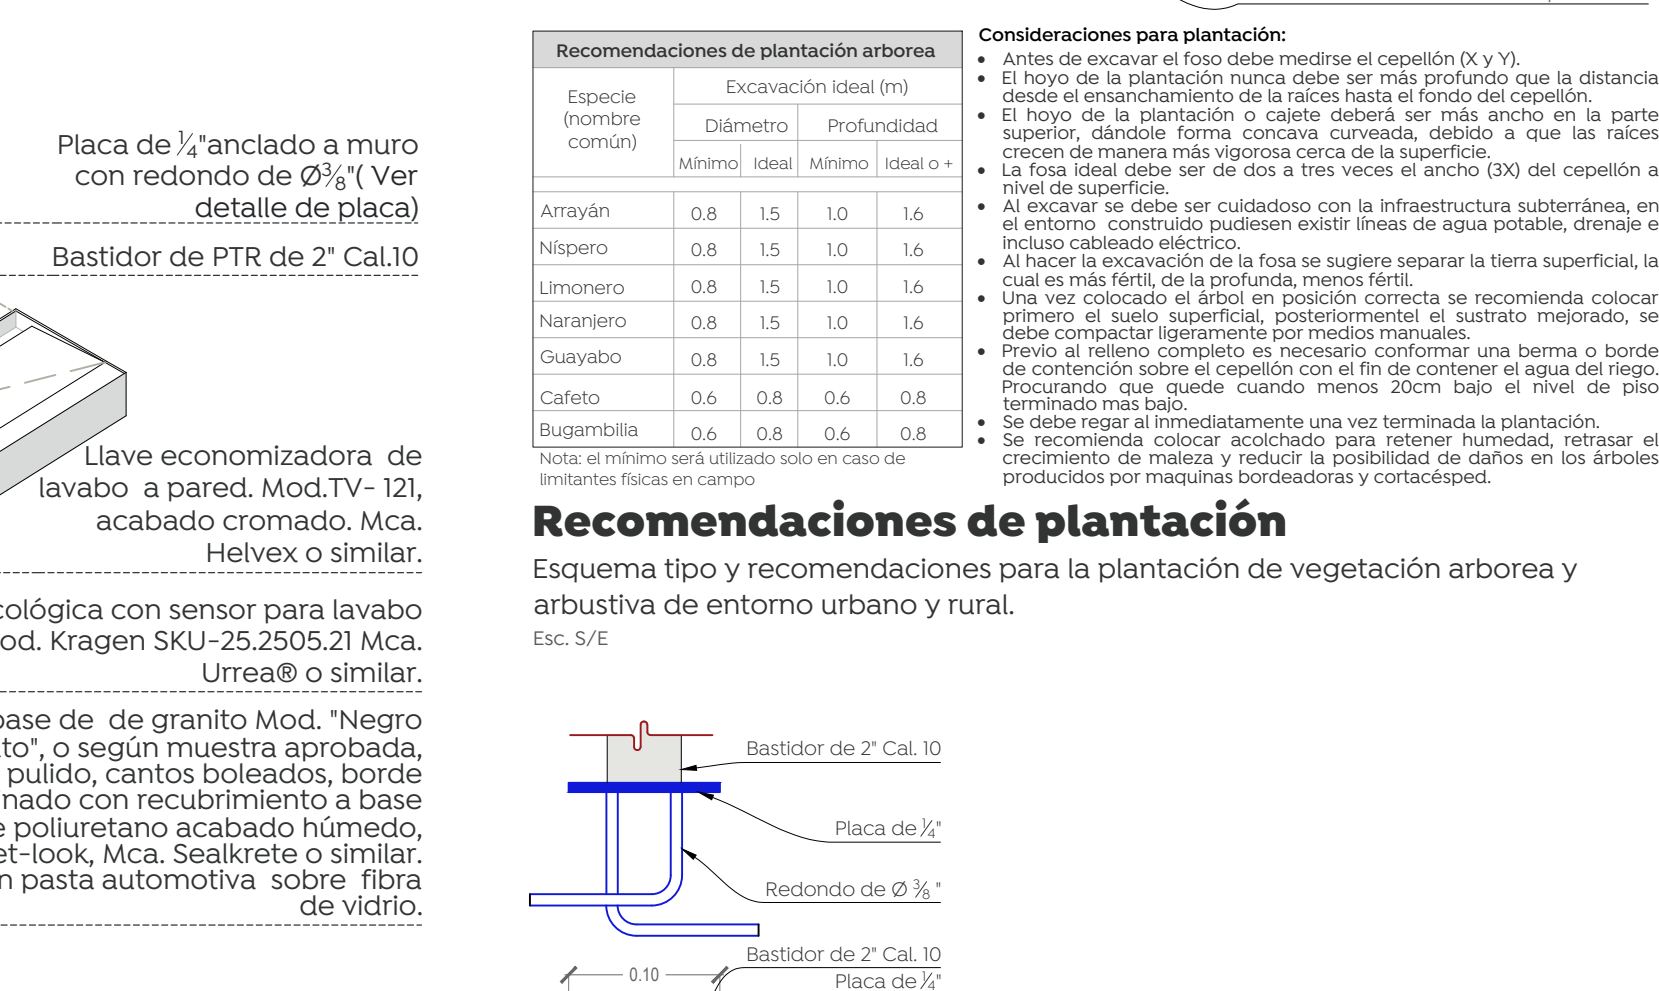 Placa de ¼"anclado a muro
con redondo de Ø⅜"( Ver
detalle de placa)
Bastidor de PTR de 2" Cal.10
Llave economizadora de
lavabo a pared. Mod.TV- 121,
acabado cromado. Mca.
Helvex o similar.
cológica con sensor para lavabo
od. Kragen SKU-25.2505.21 Mca.
Urrea® o similar.
base de de granito Mod. "Negro
to", o según muestra aprobada,
pulido, cantos boleados, borde
inado con recubrimiento a base
e poliuretano acabado húmedo,
et-look, Mca. Sealkrete o similar.
n pasta automotiva sobre fibra
de vidrio.
Recomendaciones de plantación arborea
Especie
(nombre
común)
Excavación ideal (m)
Diámetro Profundidad
Mínimo Ideal Mínimo Ideal o +
Arrayán 0.8 1.5 1.0 1.6
Níspero 0.8 1.5 1.0 1.6
Limonero 0.8 1.5 1.0 1.6
Naranjero 0.8 1.5 1.0 1.6
Guayabo 0.8 1.5 1.0 1.6
Cafeto 0.6 0.8 0.6 0.8
Bugambilia 0.6 0.8 0.6 0.8
Nota: el mínimo será utilizado solo en caso de
limitantes físicas en campo
Consideraciones para plantación:
• Antes de excavar el foso debe medirse el cepellón (X y Y).
• El hoyo de la plantación nunca debe ser más profundo que la distancia
desde el ensanchamiento de la raíces hasta el fondo del cepellón.
• El hoyo de la plantación o cajete deberá ser más ancho en la parte
superior, dándole forma concava curveada, debido a que las raíces
crecen de manera más vigorosa cerca de la superficie.
• La fosa ideal debe ser de dos a tres veces el ancho (3X) del cepellón a
nivel de superficie.
• Al excavar se debe ser cuidadoso con la infraestructura subterránea, en
el entorno construido pudiesen existir líneas de agua potable, drenaje e
incluso cableado eléctrico.
• Al hacer la excavación de la fosa se sugiere separar la tierra superficial, la
cual es más fértil, de la profunda, menos fértil.
• Una vez colocado el árbol en posición correcta se recomienda colocar
primero el suelo superficial, posteriormentel el sustrato mejorado, se
debe compactar ligeramente por medios manuales.
• Previo al relleno completo es necesario conformar una berma o borde
de contención sobre el cepellón con el fin de contener el agua del riego.
Procurando que quede cuando menos 20cm bajo el nivel de piso
terminado mas bajo.
• Se debe regar al inmediatamente una vez terminada la plantación.
• Se recomienda colocar acolchado para retener humedad, retrasar el
crecimiento de maleza y reducir la posibilidad de daños en los árboles
producidos por maquinas bordeadoras y cortacésped.
Recomendaciones de plantación
Esquema tipo y recomendaciones para la plantación de vegetación arborea y
arbustiva de entorno urbano y rural.
Esc. S/E
Bastidor de 2" Cal. 10
Placa de ¼"
Redondo de Ø ⅜ "
Bastidor de 2" Cal. 10
0.10
Placa de ¼"